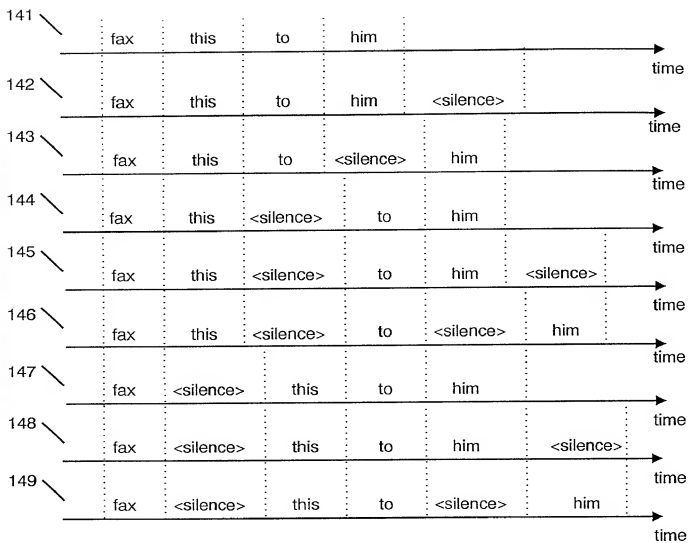 141 fax this to him
time
142 fax this to him <silence>
time
143 fax this to <silence> him
time
144 fax this <silence> to him
time
145 fax this <silence> to him <silence>
time
146 fax this <silence> to <silence> him
time
147 fax <silence> this to him
time
148 fax <silence> this to him <silence>
time
149 fax <silence> this to <silence> him
time